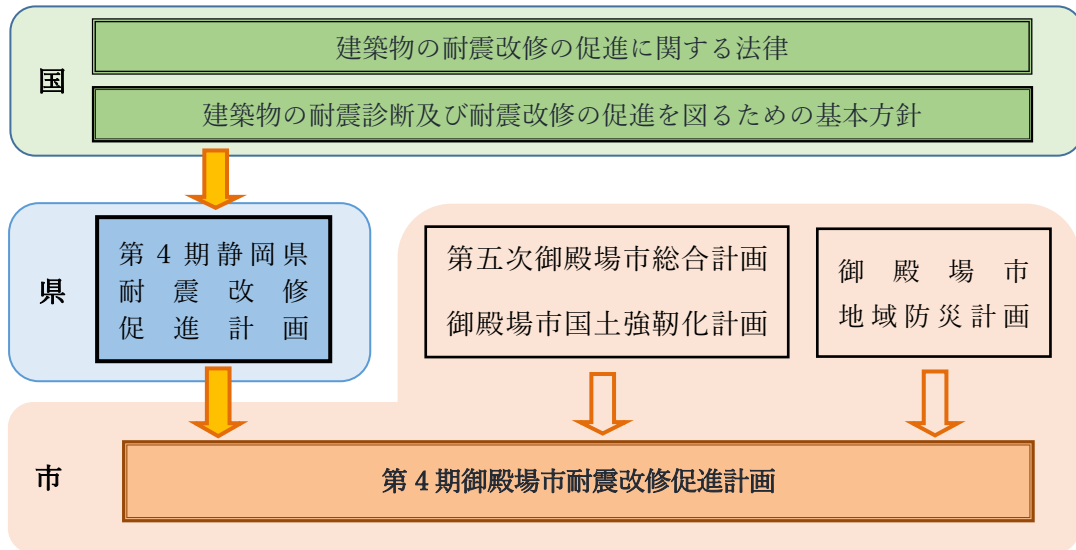 国
建築物の耐震改修の促進に関する法律
建築物の耐震診断及び耐震改修の促進を図るための基本方針
県
第4期静岡県
耐震改修
促進計画
第五次御殿場市総合計画
御殿場市国土強靭化計画
御殿場市
地域防災計画
市
第4期御殿場市耐震改修促進計画